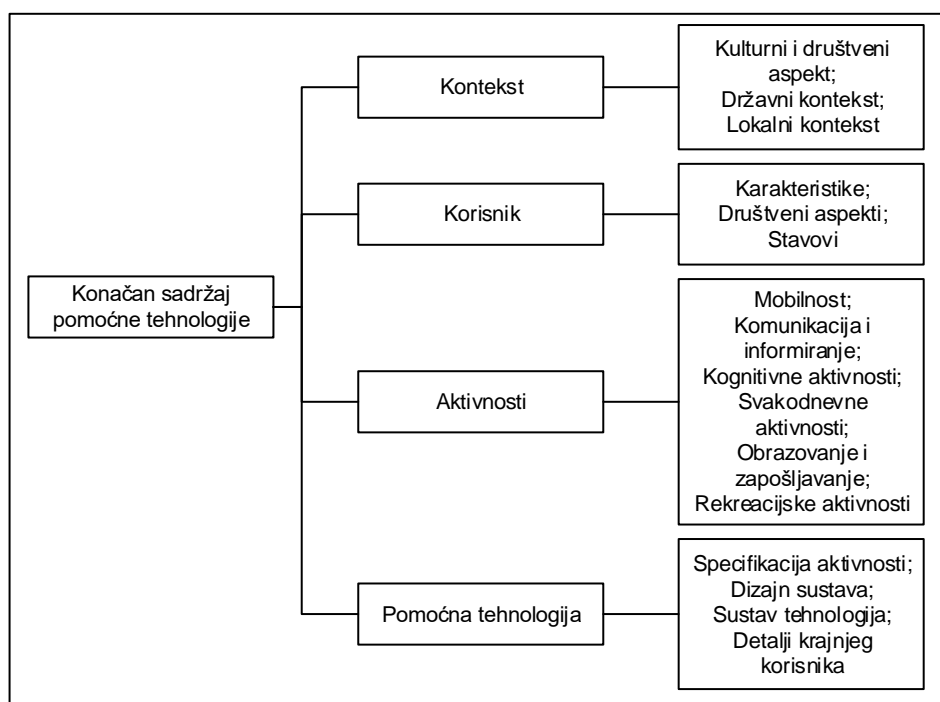 Konačan sadržaj
pomoćne tehnologije
Kontekst
Kulturni i društveni
aspekt;
Državni kontekst;
Lokalni kontekst
Korisnik
Karakteristike;
Društveni aspekti;
Stavovi
Aktivnosti
Mobilnost;
Komunikacija i
informiranje;
Kognitivne aktivnosti;
Svakodnevne
aktivnosti;
Obrazovanje i
zapošljavanje;
Rekreacijske aktivnosti
Pomoćna tehnologija
Specifikacija aktivnosti;
Dizajn sustava;
Sustav tehnologija;
Detalji krajnjeg
korisnika